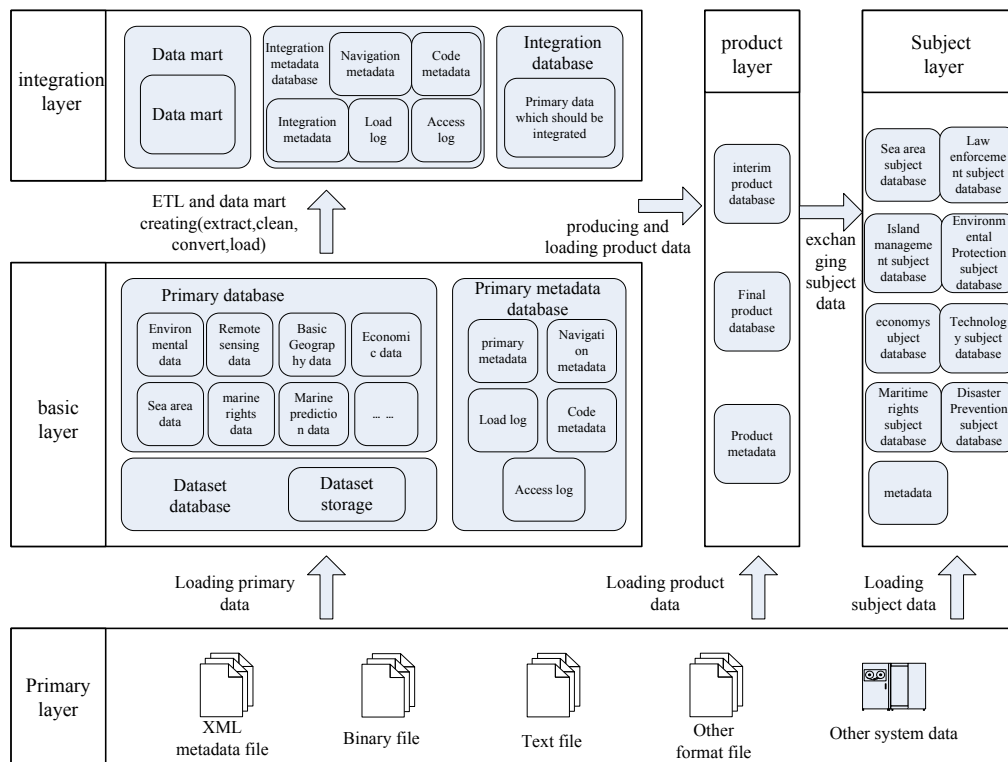 integration
layer
Data mart
Data mart
Integration
metadata
database
Navigation
metadata
Code
metadata
Integration
metadata
Load
log
Access
log
Integration
database
Primary data
which should be
integrated
product
layer
interim
product
database
Final
product
database
Product
metadata
Subject
layer
Sea area
subject
database
Law
enforceme
nt subject
database
Island
manageme
nt subject
database
Environm
ental
Protection
subject
database
economys
ubject
database
Technolog
y subject
database
Maritime
rights
subject
database
Disaster
Prevention
subject
database
metadata
ETL and data mart
creating(extract,clean,
convert,load)
producing and
loading product data
exchan
ging
subject
data
basic
layer
Primary database
Environ
mental
data
Remote
sensing
data
Basic
Geograp
hy data
Economi
c data
Sea area
data
marine
rights
data
Marine
predictio
n data
... ...
Dataset
database
Dataset
storage
Primary metadata
database
primary
metadata
Navigati
on
metadata
Load log
Code
metadata
Access log
Loading primary
data
Loading product
data
Loading
subject data
Primary
layer
XML
metadata file
Binary file
Text file
Other
format file
Other system data